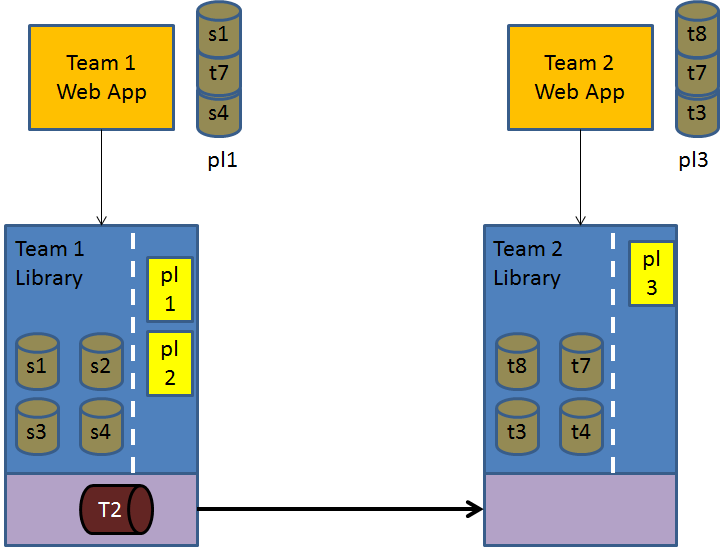 Team 1
Web App
s1
t7
s4
pl1
Team 2
Web App
t8
t7
t3
pl3
Team 1
Library
pl
1
pl
2
s1
s2
s3
s4
T2
Team 2
Library
pl
3
t8
t7
t3
t4